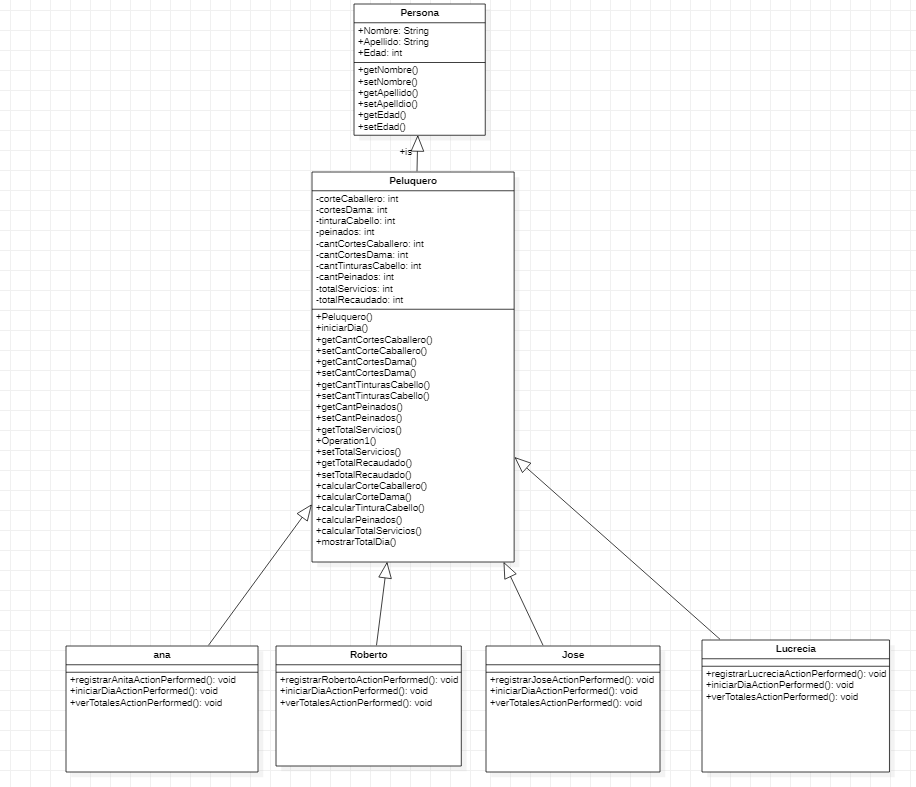 Persona
+Nombre: String
+Apellido: String
+Edad: int
+getNombre()
+setNombre()
+getApellido()
+setApelldio()
+getEdad()
+setEdad()
+is
Peluquero
-corteCaballero: int
-cortesDama: int
-tinturaCabello: int
-peinados: int
-cantCortesCaballero: int
-cantCortesDama: int
-cantTinturasCabello: int
-cantPeinados: int
-totalServicios: int
-totalRecaudado: int
+Peluquero()
+iniciarDia()
+getCantCortesCaballero()
+setCantCorteCaballero()
+getCantCortesDama()
+setCantCortesDama()
+getCantTinturasCabello()
+setCantTinturasCabello()
+getCantPeinados()
+setCantPeinados()
+getTotalServicios()
+Operation1()
+setTotalServicios()
+getTotalRecaudado()
+setTotalRecaudado()
+calcularCorteCaballero()
+calcularCorteDama()
+calcularTinturaCabello()
+calcularPeinados()
+calcularTotalServicios()
+mostrarTotalDia()
ana
+registrarAnitaActionPerformed(): void
+iniciarDiaActionPerformed(): void
+verTotalesActionPerformed(): void
Roberto
+registrarRobertoActionPerformed(): void
+iniciarDiaActionPerformed(): void
+verTotalesActionPerformed(): void
Jose
+registrarJoseActionPerformed(): void
+iniciarDiaActionPerformed(): void
+verTotalesActionPerformed(): void
Lucrecia
+registrarLucreciaActionPerformed(): void
+iniciarDiaActionPerformed(): void
+verTotalesActionPerformed(): void